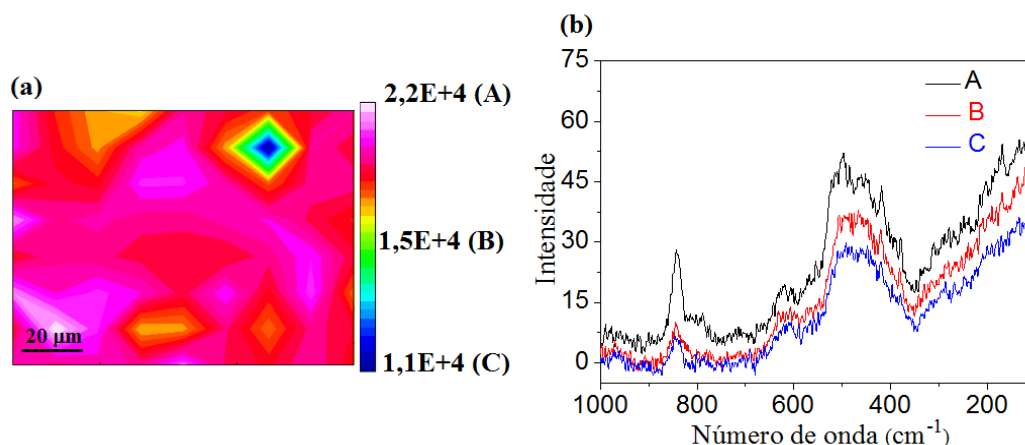 (a)
2,2E+4 (A)
1,5E+4 (B)
1,1E+4 (C)
20 µm
(b)
75
60
45
30
15
0
Intensidade
A
B
C
1000 800 600 400 200
Número de onda (cm⁻¹)